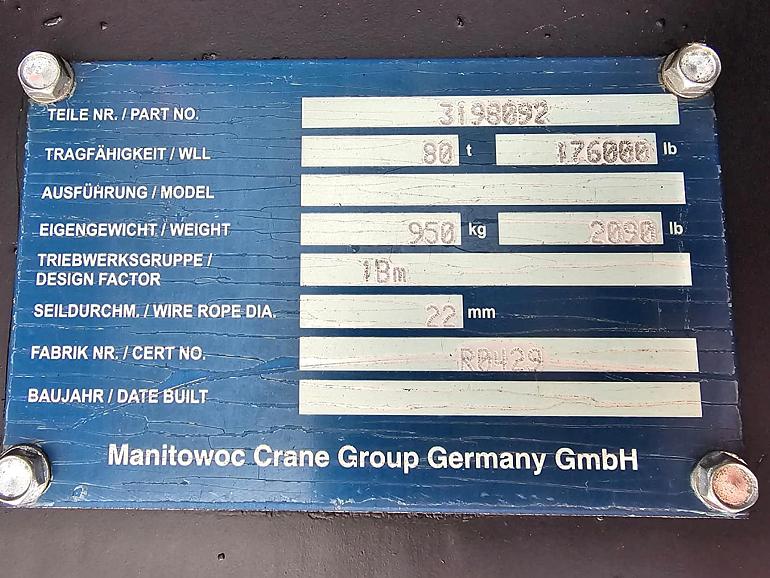 TEILE NR. / PART NO. 3198092
TRAGFÄHIGKEIT / WLL 80 t 176000 lb
AUSFÜHRUNG / MODEL
EIGENGEWICHT / WEIGHT 950 kg 2090 lb
TRIEBWERKSGRUPPE /
DESIGN FACTOR 1Bm
SEILDURCHM. / WIRE ROPE DIA. 22 mm
FABRIK NR. / CERT NO. R0429
BAUJAHR / DATE BUILT
Manitowoc Crane Group Germany GmbH